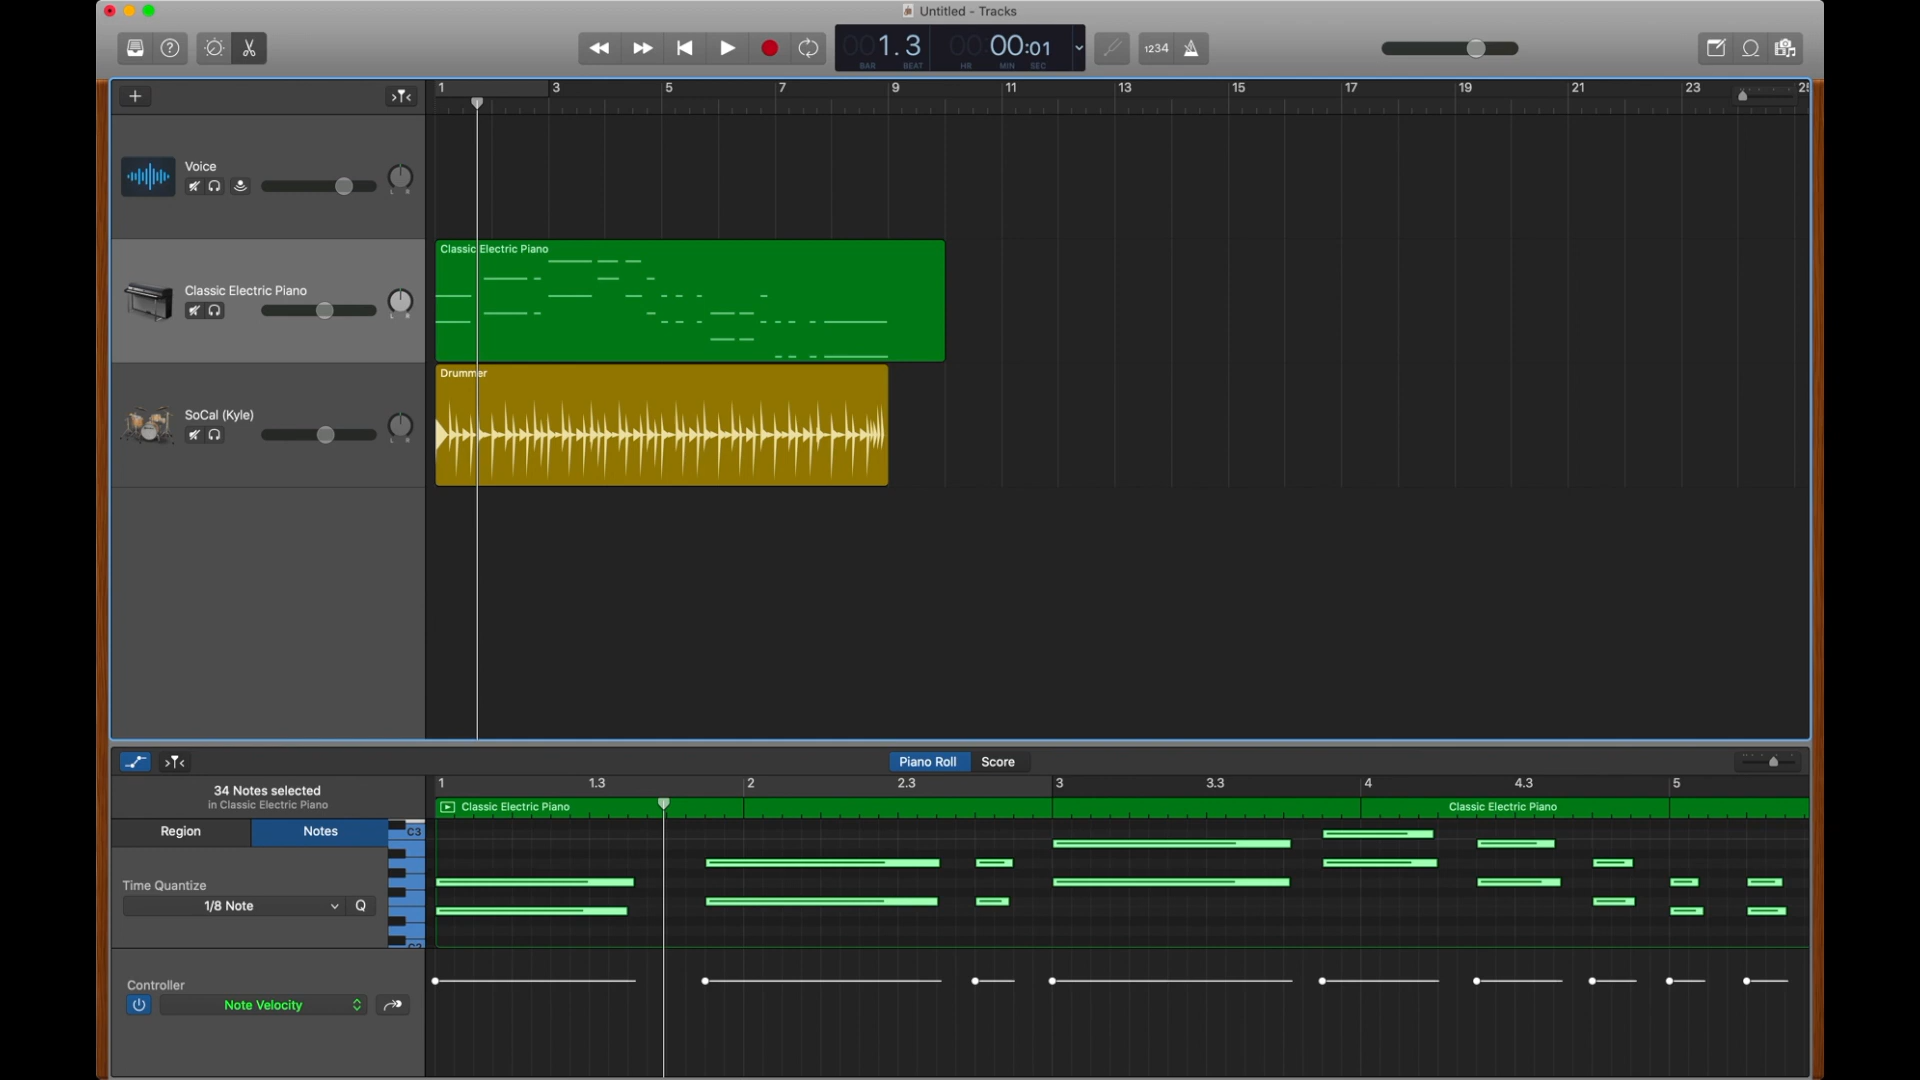 Untitled - Tracks
001.3
00 00:01
BAR BEAT HR MIN SEC
1234
1 3 5 7 9 11 13 15 17 19 21 23
Voice
L R
Classic Electric Piano
Classic Electric Piano
L R
Drummer
SoCal (Kyle)
L R
Piano Roll Score
1 1.3 2 2.3 3 3.3 4 4.3 5
34 Notes selected
in Classic Electric Piano
Classic Electric Piano Classic Electric Piano
Region Notes
C3
Time Quantize
1/8 Note Q
Controller
Note Velocity